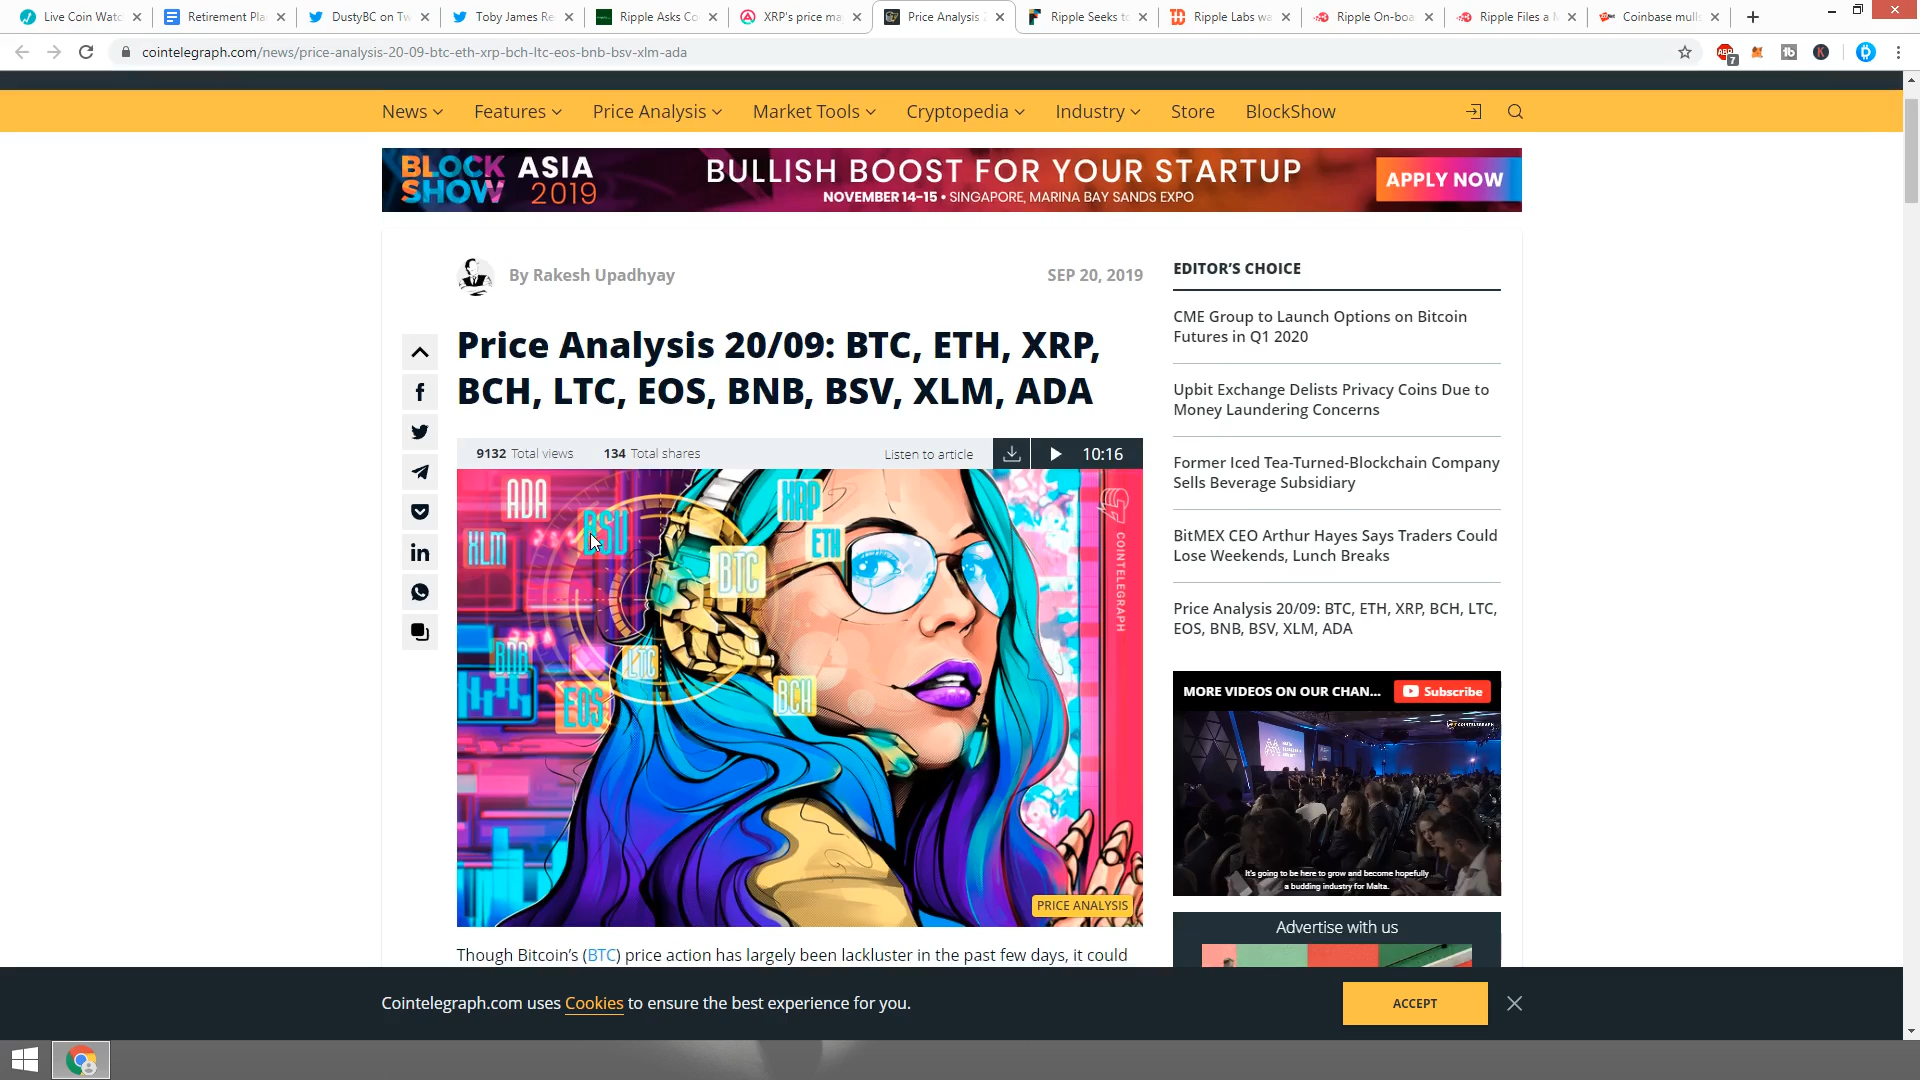 Live Coin Watc
Retirement Pla
DustyBC on Tw
Toby James Re
Ripple Asks Co
XRP's price ma
Price Analysis 2
Ripple Seeks to
Ripple Labs wa
Ripple On-boa
Ripple Files a M
Coinbase mulls
cointelegraph.com/news/price-analysis-20-09-btc-eth-xrp-bch-ltc-eos-bnb-bsv-xlm-ada
ABP
7
News
Features
Price Analysis
Market Tools
Cryptopedia
Industry
Store
BlockShow
BLOCK SHOW
ASIA 2019
BULLISH BOOST FOR YOUR STARTUP
NOVEMBER 14-15 • SINGAPORE, MARINA BAY SANDS EXPO
APPLY NOW
By Rakesh Upadhyay
SEP 20, 2019
Price Analysis 20/09: BTC, ETH, XRP,
BCH, LTC, EOS, BNB, BSV, XLM, ADA
9132 Total views
134 Total shares
Listen to article
10:16
ADA
XRP
BSV
XLM
ETH
BTC
COINTELEGRAPH
BNB
LTC
EOS
BCH
PRICE ANALYSIS
Though Bitcoin's (BTC) price action has largely been lackluster in the past few days, it could
EDITOR'S CHOICE
CME Group to Launch Options on Bitcoin
Futures in Q1 2020
Upbit Exchange Delists Privacy Coins Due to
Money Laundering Concerns
Former Iced Tea-Turned-Blockchain Company
Sells Beverage Subsidiary
BitMEX CEO Arthur Hayes Says Traders Could
Lose Weekends, Lunch Breaks
Price Analysis 20/09: BTC, ETH, XRP, BCH, LTC,
EOS, BNB, BSV, XLM, ADA
MORE VIDEOS ON OUR CHAN...
Subscribe
COINTELEGRAPH
It's going to be here to grow and become hopefully
a budding industry for Malta.
Advertise with us
Cointelegraph.com uses Cookies to ensure the best experience for you.
ACCEPT